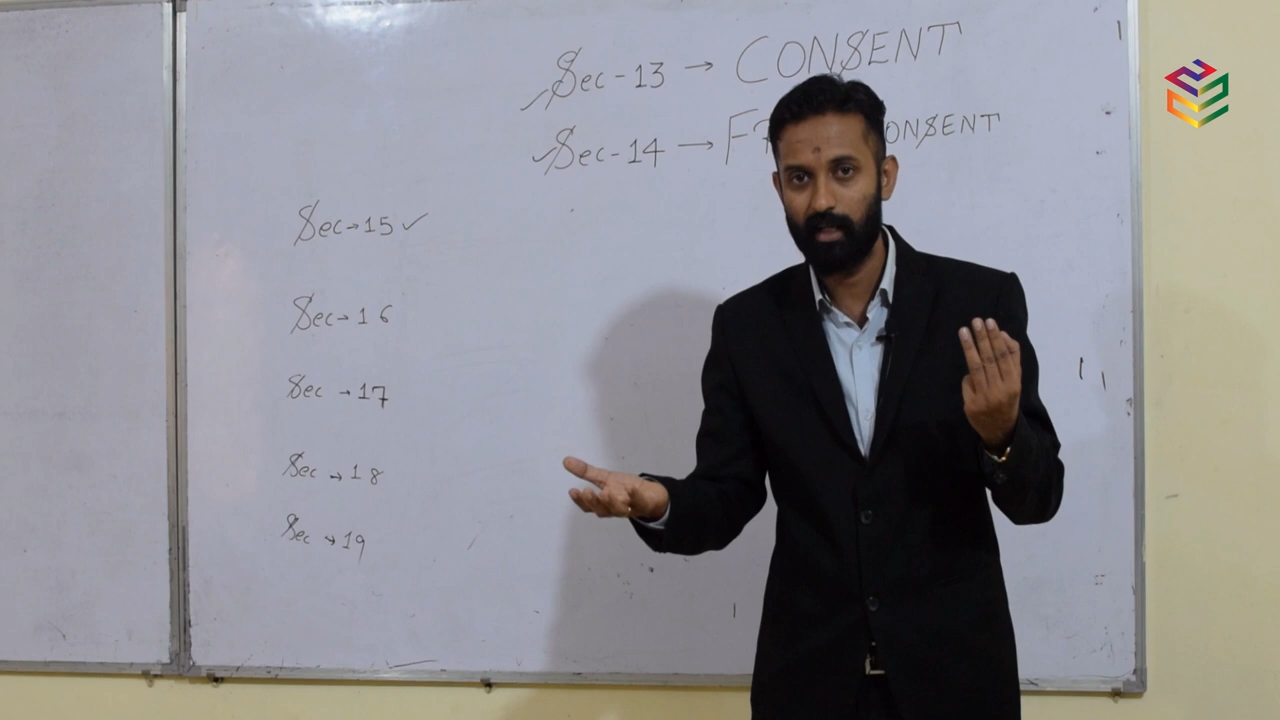 Sec-13 → CONSENT
Sec-14 → ONSENT
Sec→15
Sec→16
Sec→17
Sec→18
Sec→19